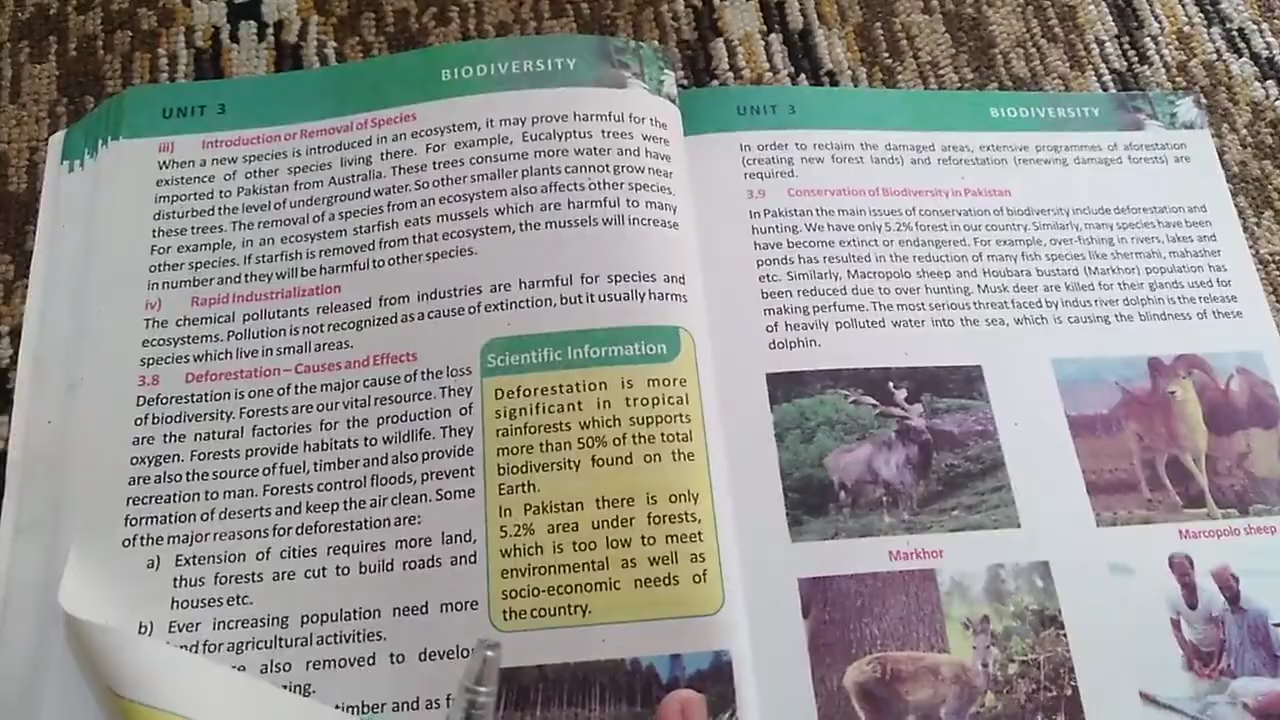 BIODIVERSITY
UNIT 3
iii) Introduction or Removal of Species
When a new species is introduced in an ecosystem, it may prove harmful for the
existence of other species living there. For example, Eucalyptus trees were
imported to Pakistan from Australia. These trees consume more water and have
disturbed the level of underground water. So other smaller plants cannot grow near
these trees. The removal of a species from an ecosystem also affects other species.
For example, in an ecosystem starfish eats mussels which are harmful to many
other species. If starfish is removed from that ecosystem, the mussels will increase
in number and they will be harmful to other species.
iv) Rapid Industrialization
The chemical pollutants released from industries are harmful for species and
ecosystems. Pollution is not recognized as a cause of extinction, but it usually harms
species which live in small areas.
3.8 Deforestation – Causes and Effects
Deforestation is one of the major cause of the loss
of biodiversity. Forests are our vital resource. They
are the natural factories for the production of
oxygen. Forests provide habitats to wildlife. They
are also the source of fuel, timber and also provide
recreation to man. Forests control floods, prevent
formation of deserts and keep the air clean. Some
of the major reasons for deforestation are:
a) Extension of cities requires more land,
thus forests are cut to build roads and
houses etc.
b) Ever increasing population need more
for agricultural activities.
also removed to
timber and as
Scientific Information
Deforestation is more
significant in tropical
rainforests which supports
more than 50% of the total
biodiversity found on the
Earth.
In Pakistan there is only
5.2% area under forests,
which is too low to meet
environmental as well as
socio-economic needs of
the country.
UNIT 3
BIODIVERSITY
In order to reclaim the damaged areas, extensive programmes of aforestation
(creating new forest lands) and reforestation (renewing damaged forests) are
required.
3.9 Conservation of Biodiversity in Pakistan
In Pakistan the main issues of conservation of biodiversity include deforestation and
hunting. We have only 5.2% forest in our country. Similarly, many species have been
have become extinct or endangered. For example, over-fishing in rivers, lakes and
ponds has resulted in the reduction of many fish species like shermahi, mahasher
etc. Similarly, Macropolo sheep and Houbara bustard (Markhor) population has
been reduced due to over hunting. Musk deer are killed for their glands used for
making perfume. The most serious threat faced by indus river dolphin is the release
of heavily polluted water into the sea, which is causing the blindness of these
dolphin.
Markhor
Marcopolo sheep